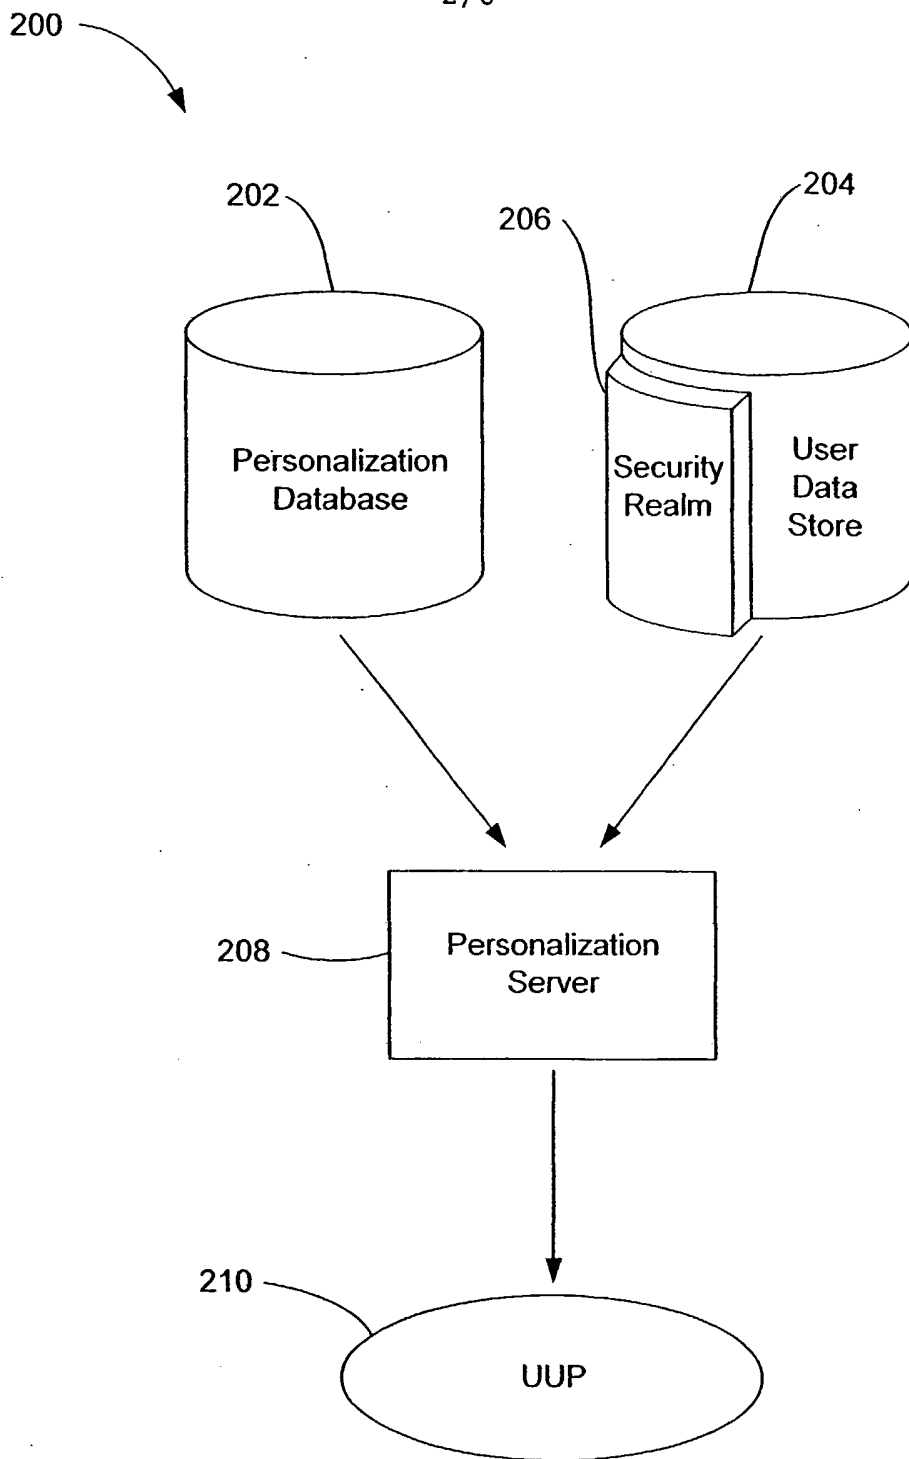 200
202
204
206
Personalization
Database
Security
Realm
User
Data
Store
208
Personalization
Server
210
UUP